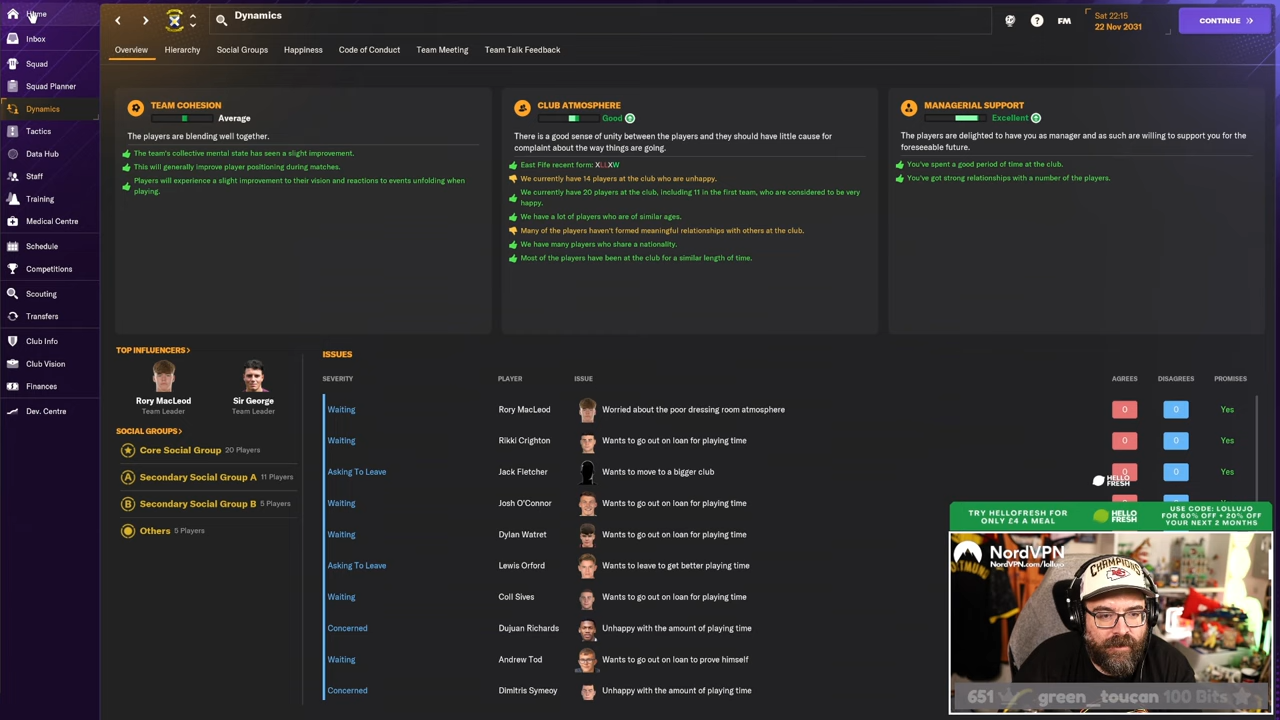 Home
Dynamics
Sat 22:15
22 Nov 2031
FM
CONTINUE
Inbox
Squad
Squad Planner
Dynamics
Tactics
Data Hub
Staff
Training
Medical Centre
Schedule
Competitions
Scouting
Transfers
Club Info
Club Vision
Finances
Dev. Centre
Overview Hierarchy Social Groups Happiness Code of Conduct Team Meeting Team Talk Feedback
TEAM COHESION
Average
The players are blending well together.
The team's collective mental state has seen a slight improvement.
This will generally improve player positioning during matches.
Players will experience a slight improvement to their vision and reactions to events unfolding when
playing.
CLUB ATMOSPHERE
Good
There is a good sense of unity between the players and they should have little cause for
complaint about the way things are going.
East Fife recent form: XLLXW
We currently have 14 players at the club who are unhappy.
We currently have 20 players at the club, including 11 in the first team, who are considered to be very
happy.
We have a lot of players who are of similar ages.
Many of the players haven't formed meaningful relationships with others at the club.
We have many players who share a nationality.
Most of the players have been at the club for a similar length of time.
MANAGERIAL SUPPORT
Excellent
The players are delighted to have you as manager and as such are willing to support you for the
foreseeable future.
You've spent a good period of time at the club.
You've got strong relationships with a number of the players.
TOP INFLUENCERS>
Rory MacLeod
Team Leader
Sir George
Team Leader
SOCIAL GROUPS>
Core Social Group 20 Players
A Secondary Social Group A 11 Players
B Secondary Social Group B 5 Players
Others 5 Players
ISSUES
SEVERITY PLAYER ISSUE AGREES DISAGREES PROMISES
Waiting Rory MacLeod Worried about the poor dressing room atmosphere 0 0 Yes
Waiting Rikki Crighton Wants to go out on loan for playing time 0 0 Yes
Asking To Leave Jack Fletcher Wants to move to a bigger club 0 0 Yes
Waiting Josh O'Connor Wants to go out on loan for playing time
Waiting Dylan Watret Wants to go out on loan for playing time
Asking To Leave Lewis Orford Wants to leave to get better playing time
Waiting Coll Sives Wants to go out on loan for playing time
Concerned Dujuan Richards Unhappy with the amount of playing time
Waiting Andrew Tod Wants to go out on loan to prove himself
Concerned Dimitris Symeoy Unhappy with the amount of playing time
HELLO
FRESH
TRY HELLOFRESH FOR
ONLY £4 A MEAL
HELLO
FRESH
USE CODE: LOLLUJO
FOR 60% OFF + 20% OFF
YOUR NEXT 2 MONTHS
NordVPN
NordVPN.com/lollujo
CHAMPIONS
651 green_toucan 100 Bits